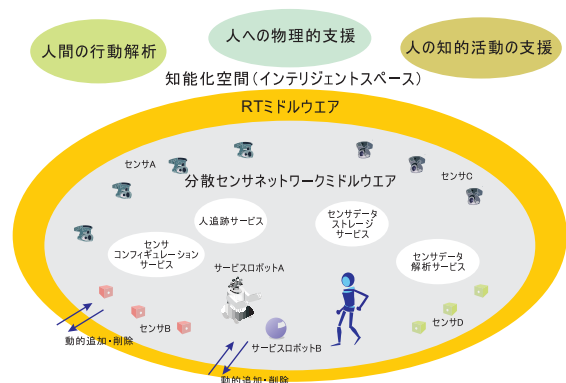 人間の行動解析
人への物理的支援
人の知的活動の支援
知能化空間(インテリジェントスペース)
RTミドルウエア
センサA
分散センサネットワークミドルウエア
センサC
人追跡サービス
センサデータ
ストレージ
サービス
センサ
コンフィギュレーション
サービス
センサデータ
解析サービス
サービスロボットA
センサB
動的追加・削除
サービスロボットB
センサD
動的追加・削除